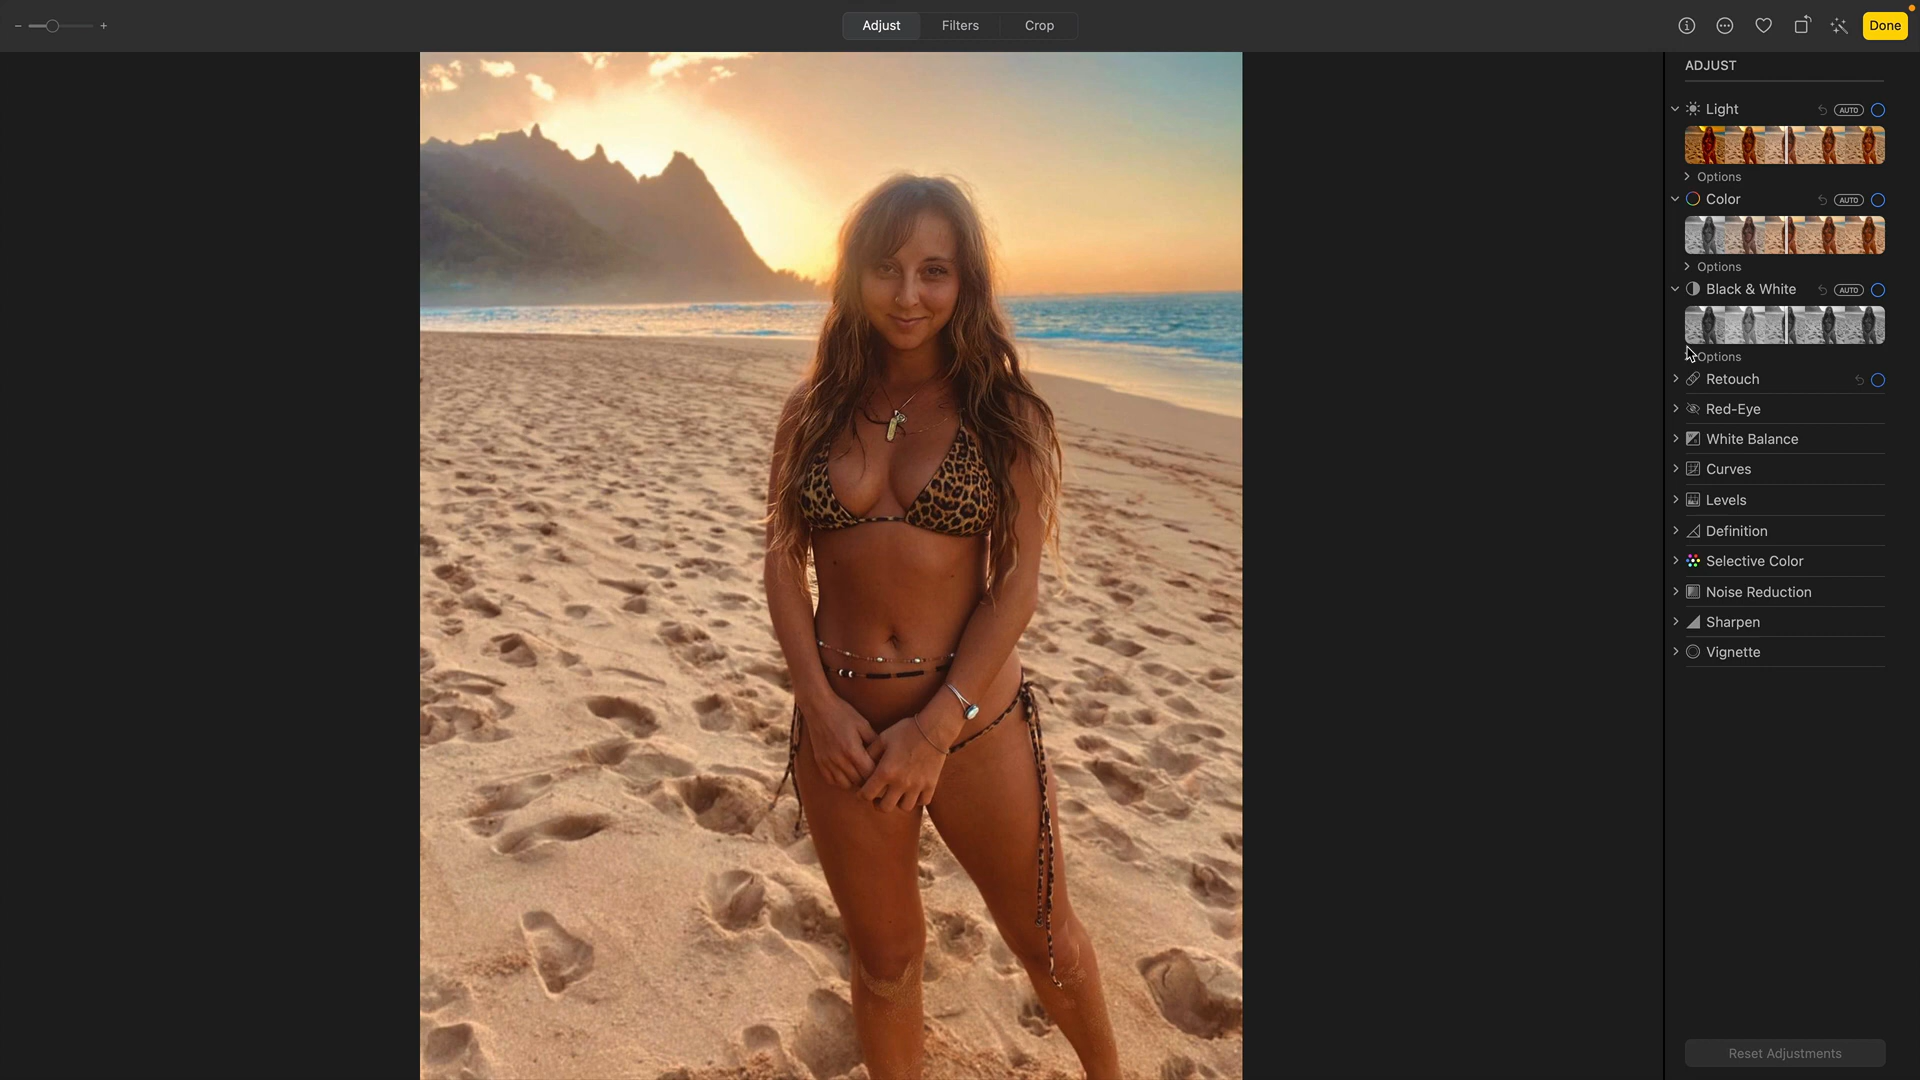 Adjust Filters Crop Done
ADJUST
Light AUTO
Options
Color AUTO
Options
Black & White AUTO
Options
Retouch
Red-Eye
White Balance
Curves
Levels
Definition
Selective Color
Noise Reduction
Sharpen
Vignette
Reset Adjustments